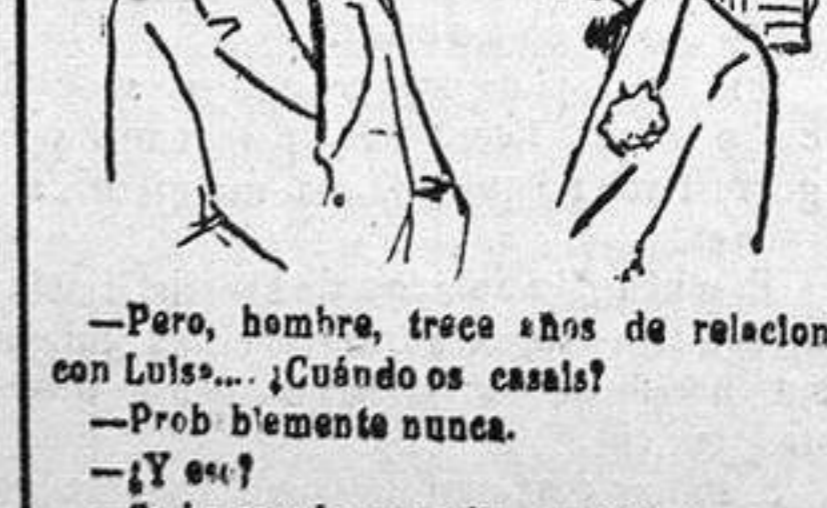 —Pero, hombre, trece años de relacion
con Luisa.... ¿Cuándo os casais?
—Probablemente nunca.
—¿Y eso?